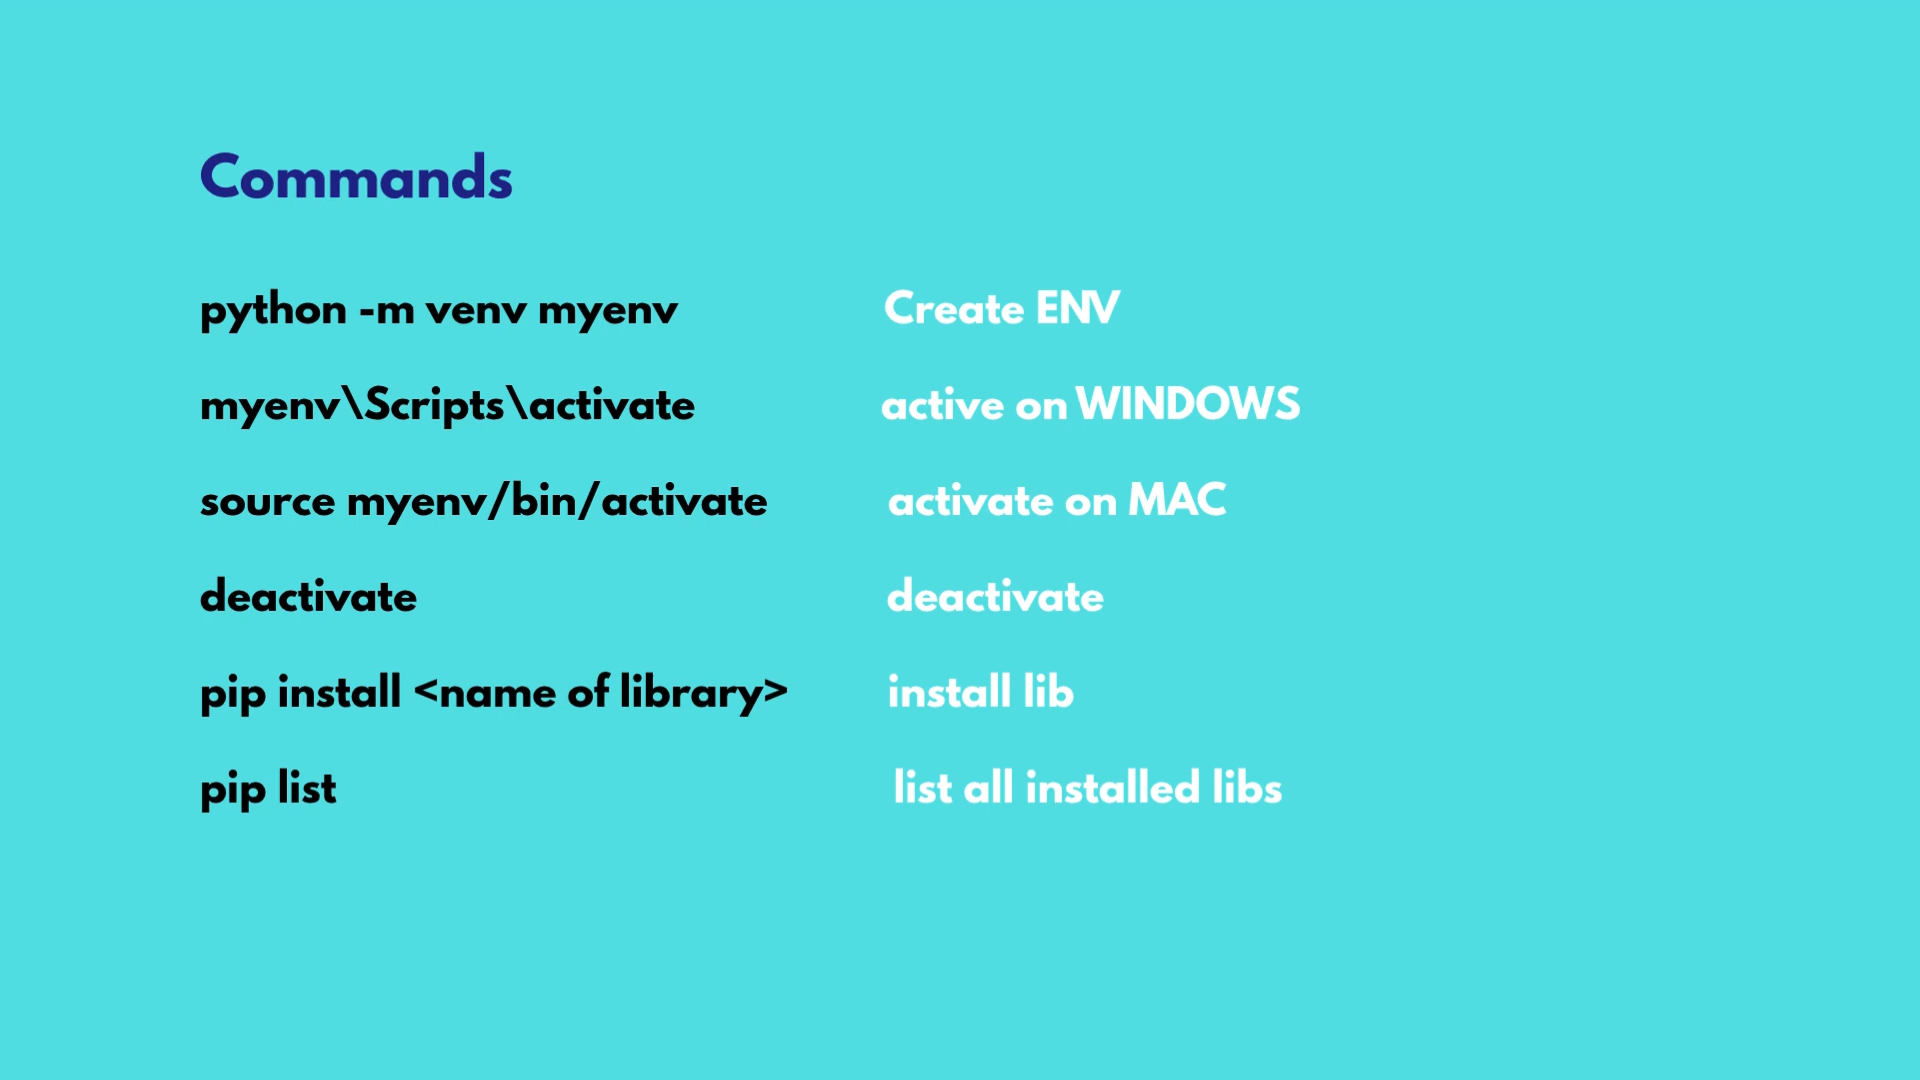 Commands
python -m venv myenv Create ENV
myenv\Scripts\activate active on WINDOWS
source myenv/bin/activate activate on MAC
deactivate deactivate
pip install <name of library> install lib
pip list list all installed libs